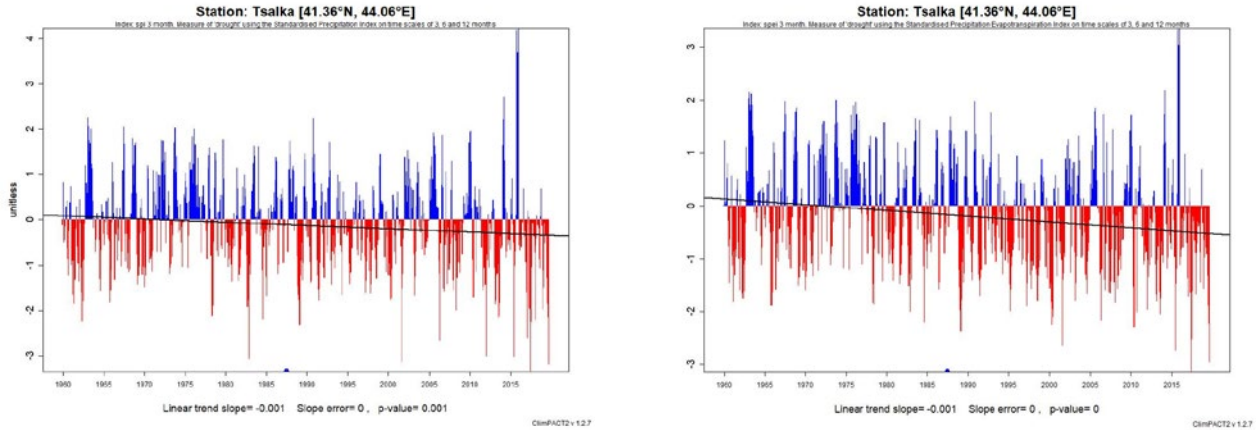 Station: Tsalka [41.36°N, 44.06°E]
Index: spi 3 month. Measure of 'drought' using the Standardised Precipitation Index on time scales of 3, 6 and 12 months
unitless
4
3
2
1
0
-1
-2
-3
1960 1965 1970 1975 1980 1985 1990 1995 2000 2005 2010 2015
Linear trend slope= -0.001 Slope error= 0 , p-value= 0.001
ClimPACT2 v 1.2.7
Station: Tsalka [41.36°N, 44.06°E]
Index: spei 3 month. Measure of 'drought' using the Standardised Precipitation Evapotranspiration Index on time scales of 3, 6 and 12 months
3
2
1
0
-1
-2
-3
1960 1965 1970 1975 1980 1985 1990 1995 2000 2005 2010 2015
Linear trend slope= -0.001 Slope error= 0 , p-value= 0
ClimPACT2 v 1.2.7